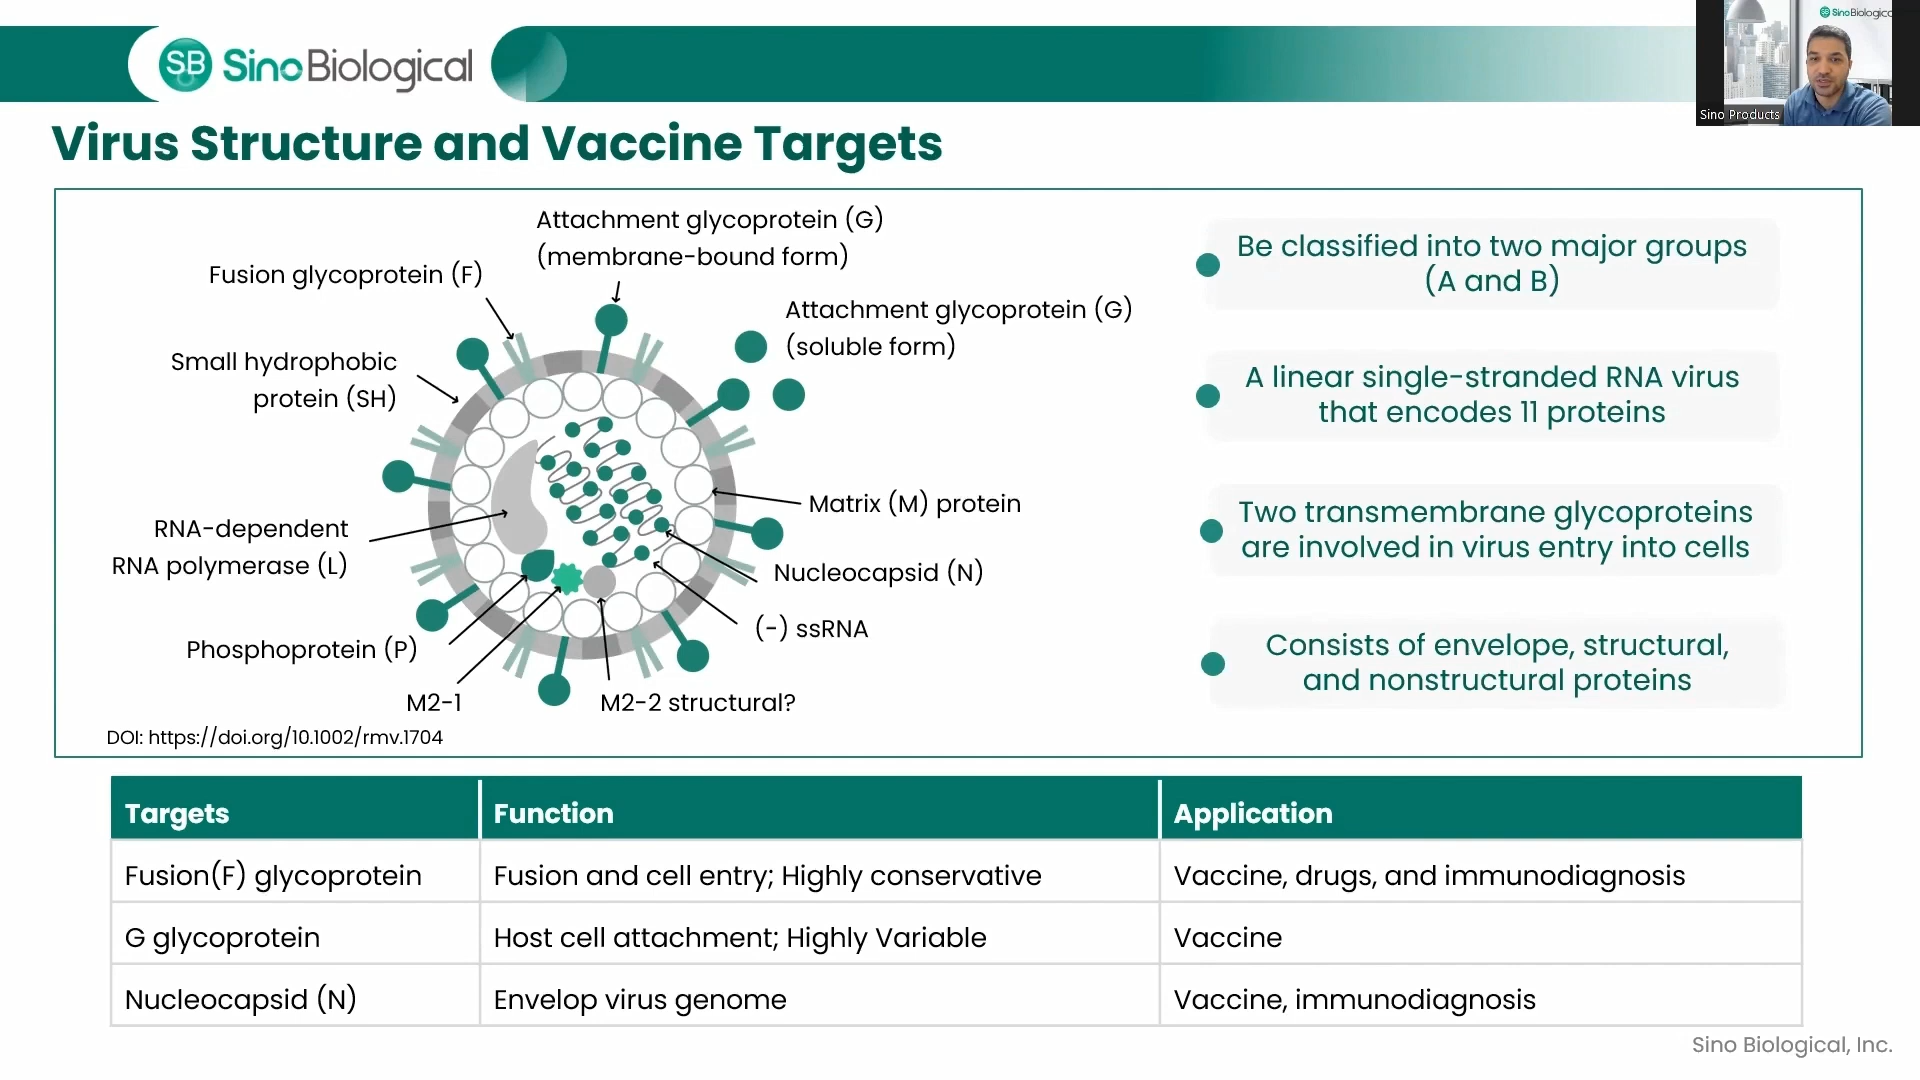 SB SinoBiological
SinoBiologic
Sino Products
Virus Structure and Vaccine Targets
Attachment glycoprotein (G)
(membrane-bound form)
Fusion glycoprotein (F)
Attachment glycoprotein (G)
(soluble form)
Small hydrophobic
protein (SH)
Matrix (M) protein
RNA-dependent
RNA polymerase (L)
Nucleocapsid (N)
(-) ssRNA
Phosphoprotein (P)
M2-1
M2-2 structural?
DOI: https://doi.org/10.1002/rmv.1704
Be classified into two major groups
(A and B)
A linear single-stranded RNA virus
that encodes 11 proteins
Two transmembrane glycoproteins
are involved in virus entry into cells
Consists of envelope, structural,
and nonstructural proteins
Targets Function Application
Fusion(F) glycoprotein Fusion and cell entry; Highly conservative Vaccine, drugs, and immunodiagnosis
G glycoprotein Host cell attachment; Highly Variable Vaccine
Nucleocapsid (N) Envelop virus genome Vaccine, immunodiagnosis
Sino Biological, Inc.